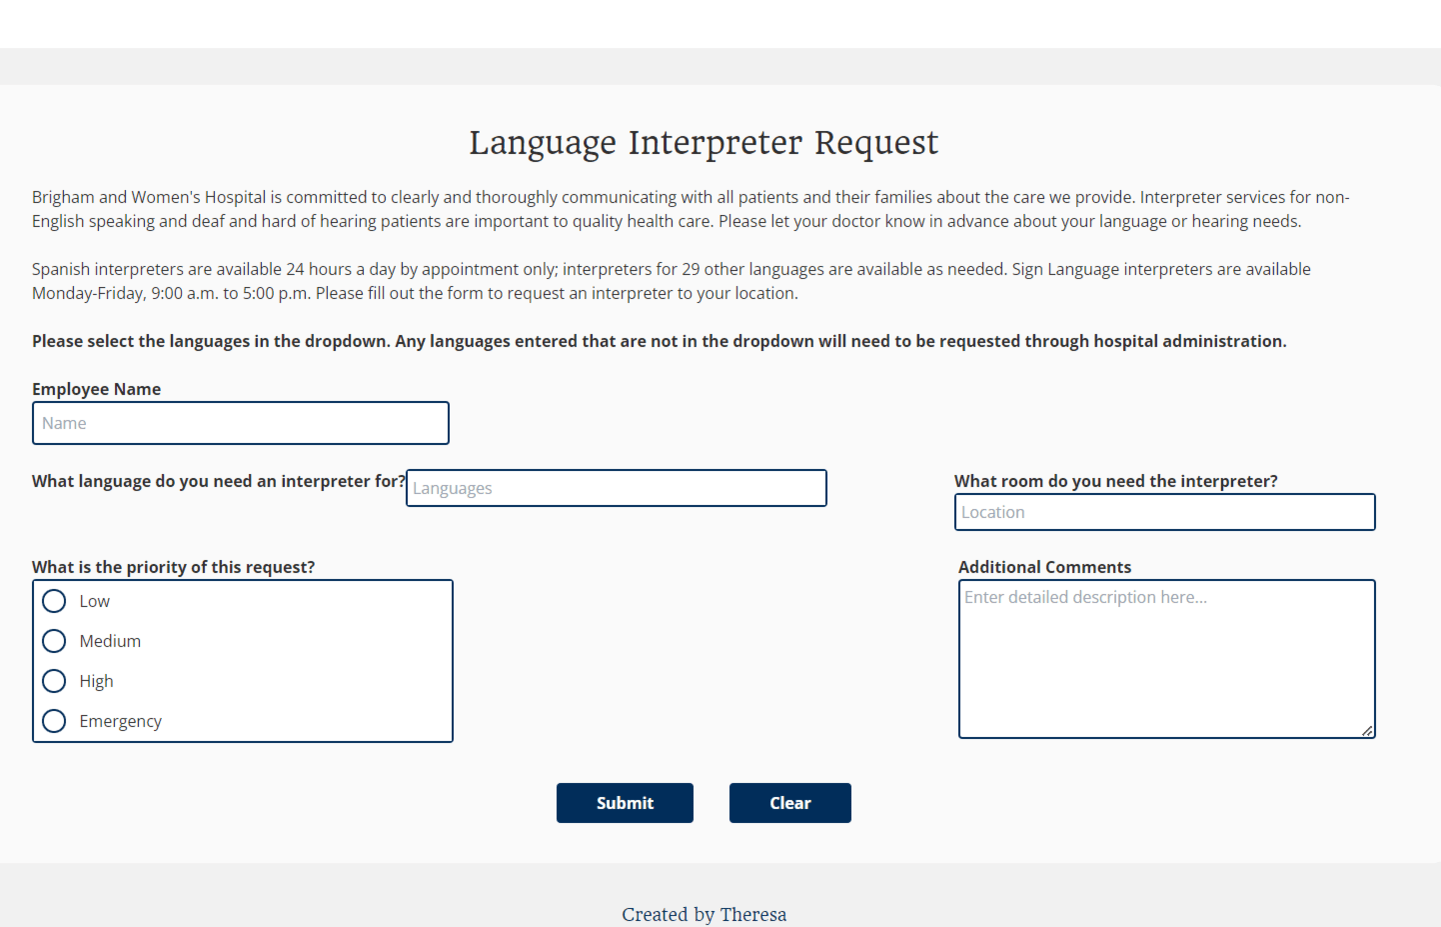 Language Interpreter Request
Brigham and Women's Hospital is committed to clearly and thoroughly communicating with all patients and their families about the care we provide. Interpreter services for non-
English speaking and deaf and hard of hearing patients are important to quality health care. Please let your doctor know in advance about your language or hearing needs.
Spanish interpreters are available 24 hours a day by appointment only; interpreters for 29 other languages are available as needed. Sign Language interpreters are available
Monday-Friday, 9:00 a.m. to 5:00 p.m. Please fill out the form to request an interpreter to your location.
Please select the languages in the dropdown. Any languages entered that are not in the dropdown will need to be requested through hospital administration.
Employee Name
Name
What language do you need an interpreter for?
Languages
What room do you need the interpreter?
Location
What is the priority of this request?
Low
Medium
High
Emergency
Additional Comments
Enter detailed description here...
Submit
Clear
Created by Theresa